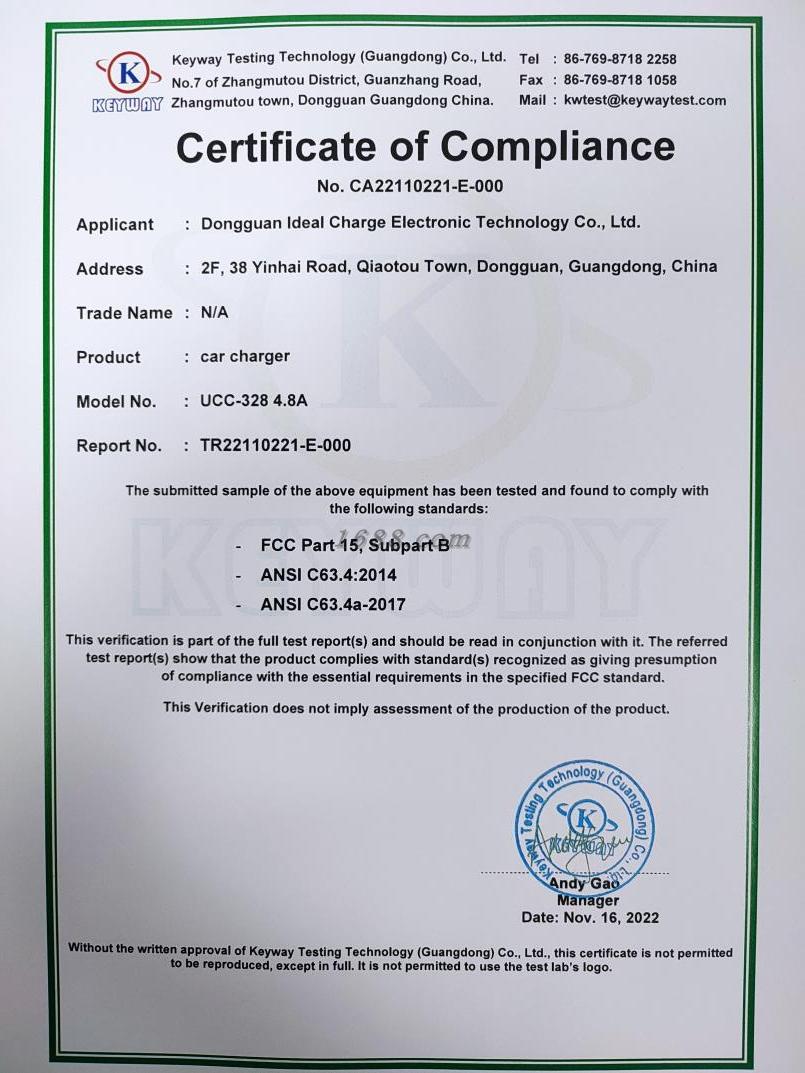 Keyway Testing Technology (Guangdong) Co., Ltd. Tel : 86-769-8718 2258
No.7 of Zhangmutou District, Guanzhang Road, Fax : 86-769-8718 1058
KEYWAY Zhangmutou town, Dongguan Guangdong China. Mail : kwtest@keywaytest.com
K
Certificate of Compliance
No. CA22110221-E-000
Applicant : Dongguan Ideal Charge Electronic Technology Co., Ltd.
Address : 2F, 38 Yinhai Road, Qiaotou Town, Dongguan, Guangdong, China
Trade Name : N/A
Product : car charger
Model No. : UCC-328 4.8A
Report No. : TR22110221-E-000
K
The submitted sample of the above equipment has been tested and found to comply with
the following standards:
1688.com
- FCC Part 15, Subpart B
- ANSI C63.4:2014
- ANSI C63.4a-2017
KEYWAY
This verification is part of the full test report(s) and should be read in conjunction with it. The referred
test report(s) show that the product complies with standard(s) recognized as giving presumption
of compliance with the essential requirements in the specified FCC standard.
This Verification does not imply assessment of the production of the product.
Keyway Testing Technology (Guangdong) Co., Ltd.
K
Andy Gao
Manager
Date: Nov. 16, 2022
Without the written approval of Keyway Testing Technology (Guangdong) Co., Ltd., this certificate is not permitted
to be reproduced, except in full. It is not permitted to use the test lab's logo.